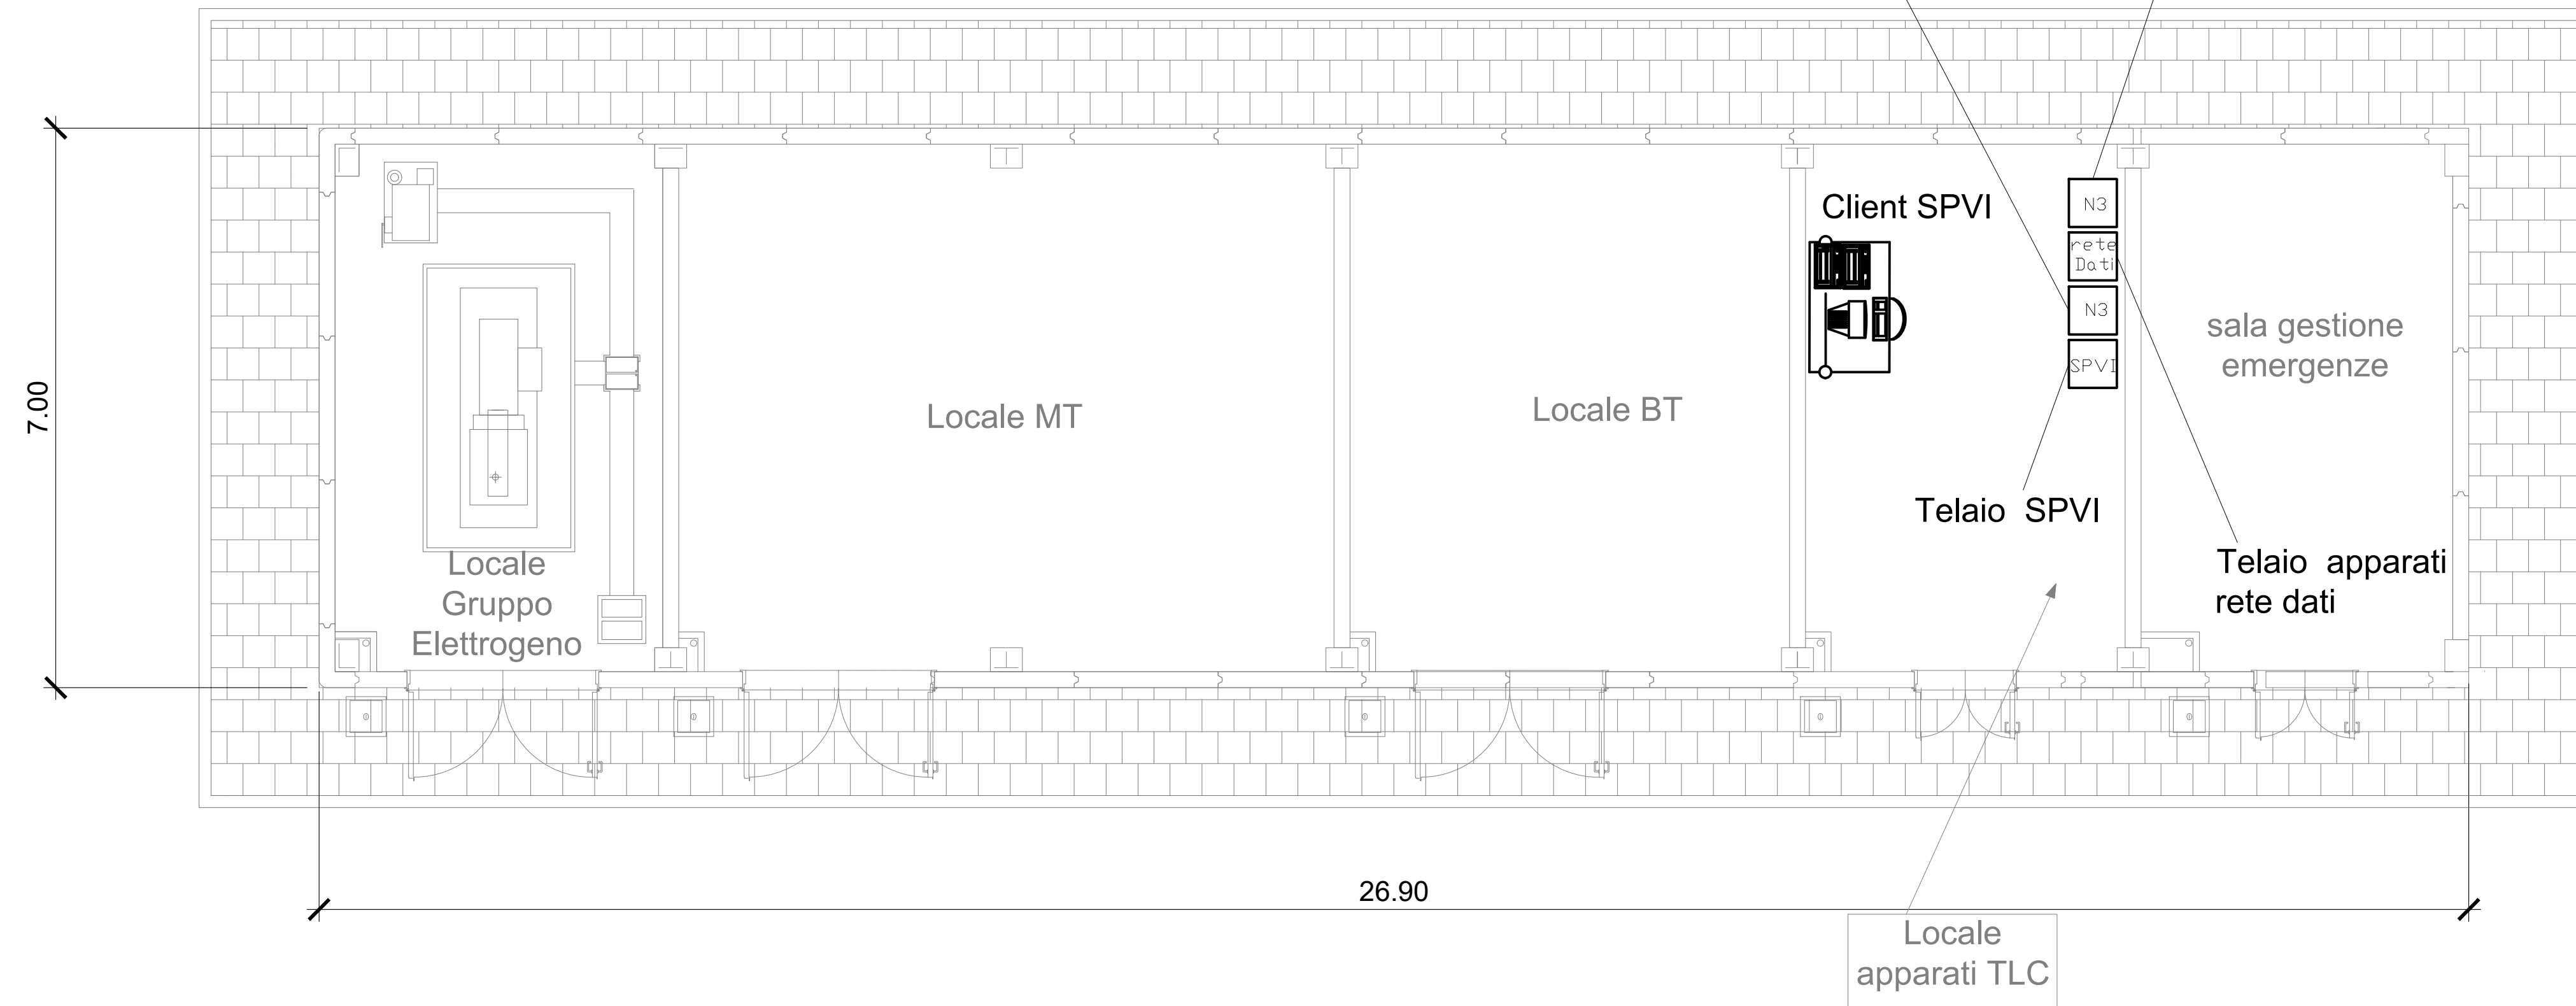 Client SPVI
N3
rete
Dati
N3
SPVI
sala gestione
emergenze
7.00
Locale MT
Locale BT
Telaio SPVI
Telaio apparati
rete dati
Locale
Gruppo
Elettrogeno
26.90
Locale
apparati TLC